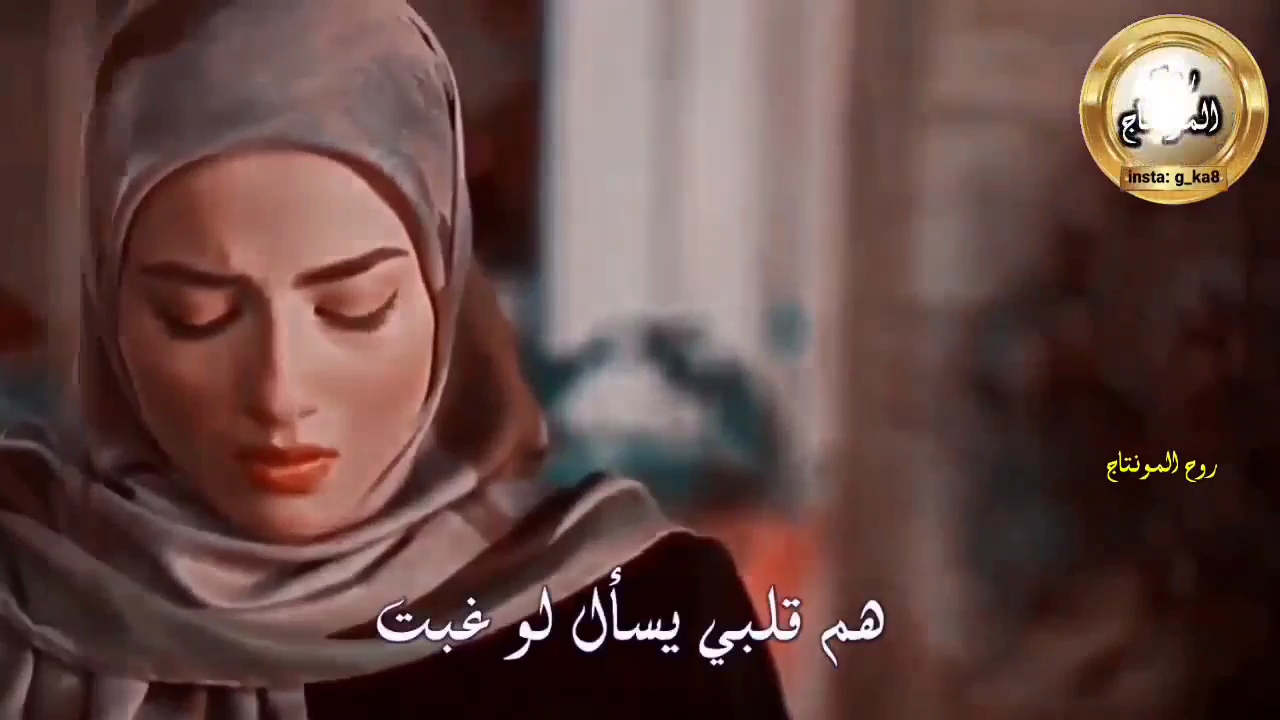 insta: g_ka8
روح المونتاج
هم قلبي يسأل لو غبت